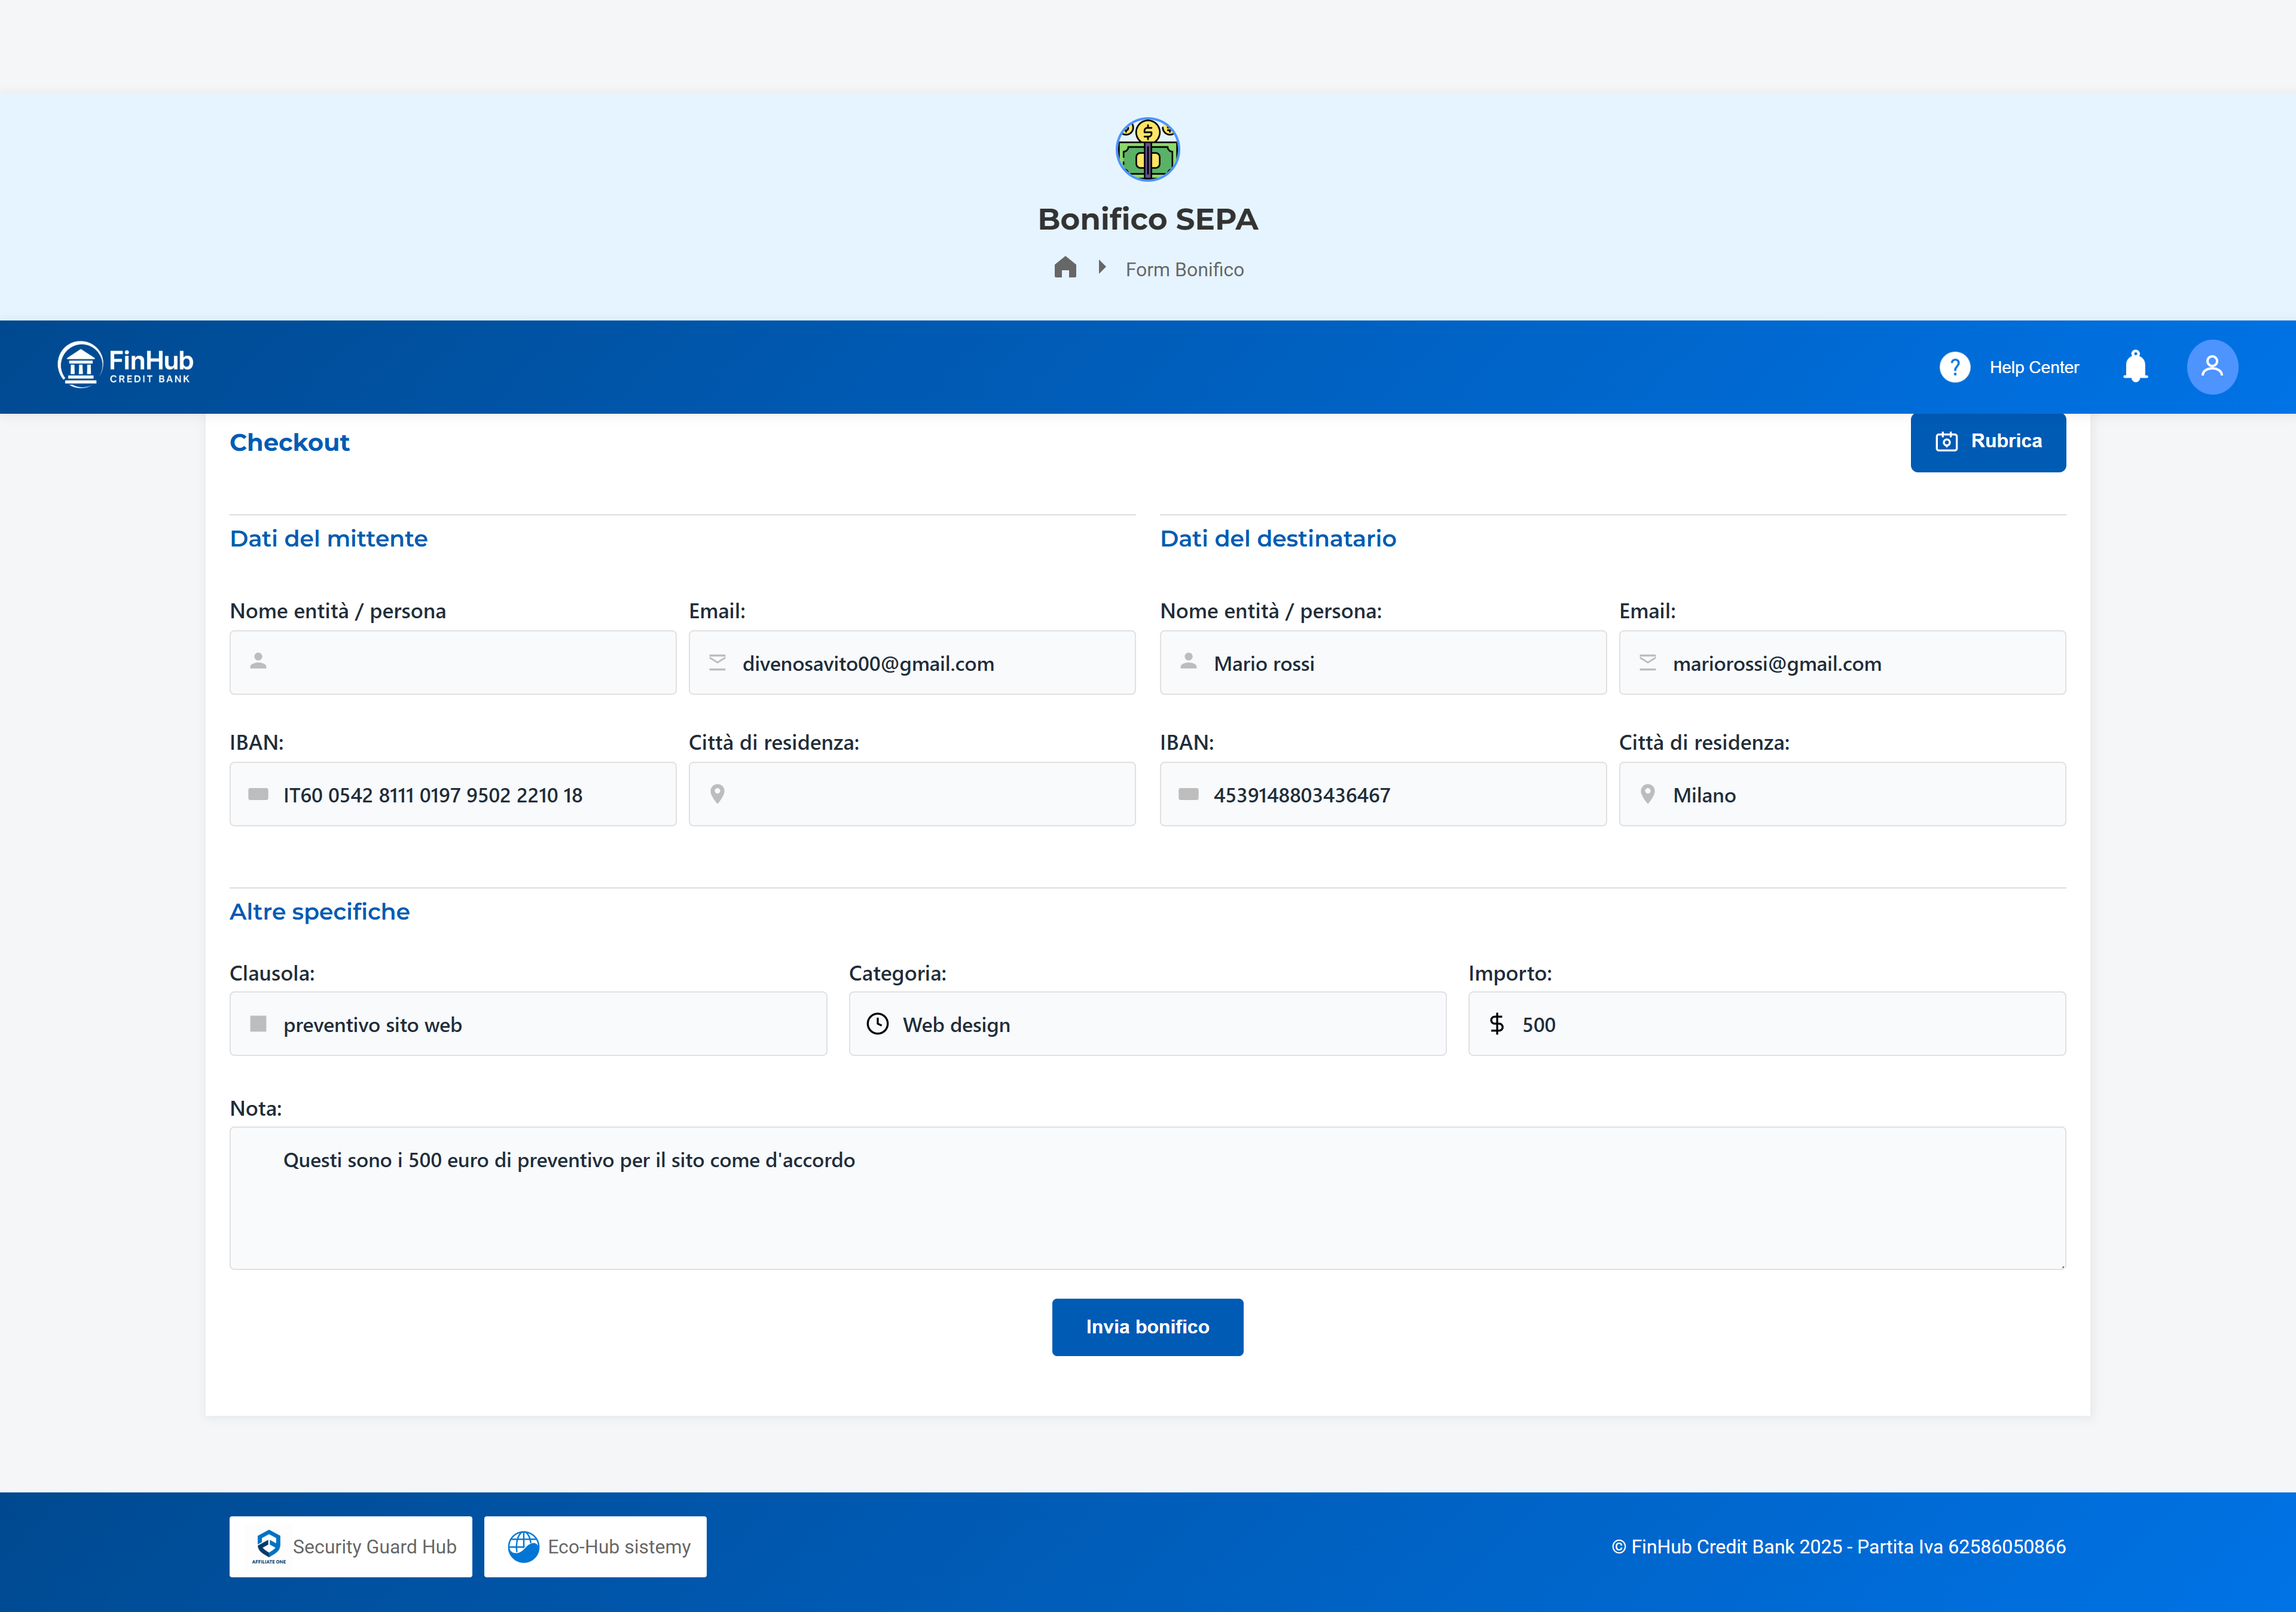 Bonifico SEPA
Form Bonifico
FinHub
CREDIT BANK
? Help Center
Checkout
Rubrica
Dati del mittente
Dati del destinatario
Nome entità / persona
Email:
Nome entità / persona:
Email:
divenosavito00@gmail.com
Mario rossi
mariorossi@gmail.com
IBAN:
Città di residenza:
IBAN:
Città di residenza:
IT60 0542 8111 0197 9502 2210 18
4539148803436467
Milano
Altre specifiche
Clausola:
Categoria:
Importo:
preventivo sito web
Web design
$ 500
Nota:
Questi sono i 500 euro di preventivo per il sito come d'accordo
Invia bonifico
AFFILIATE ONE
Security Guard Hub
Eco-Hub sistemy
© FinHub Credit Bank 2025 - Partita Iva 62586050866